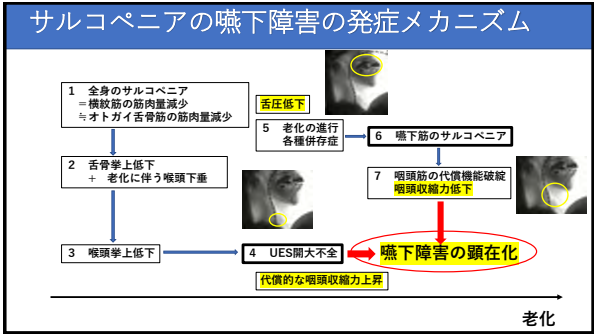 サルコペニアの嚥下障害の発症メカニズム
1 全身のサルコペニア
＝横紋筋の筋肉量減少
≒オトガイ舌骨筋の筋肉量減少
2 舌骨挙上低下
+ 老化に伴う喉頭下垂
3 喉頭挙上低下
4 UES開大不全
代償的な咽頭収縮力上昇
舌圧低下
5 老化の進行
各種併存症
6 嚥下筋のサルコペニア
7 咽頭筋の代償機能破綻
咽頭収縮力低下
嚥下障害の顕在化
老化